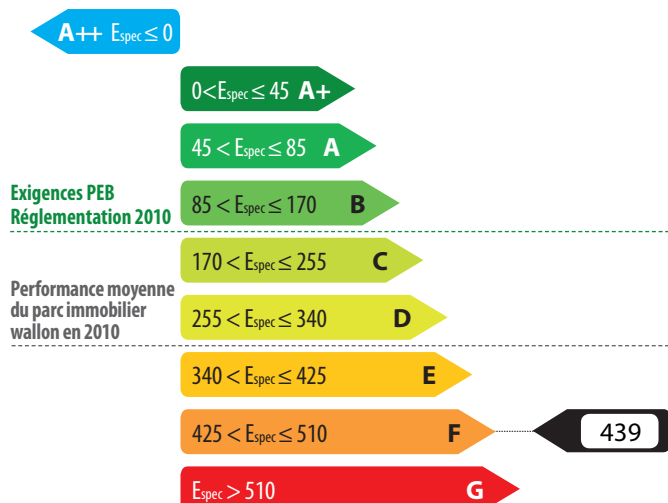 A++ Espec ≤ 0
0<Espec ≤ 45 A+
45 < Espec ≤ 85 A
Exigences PEB
Réglementation 2010
85 < Espec ≤ 170 B
170 < Espec ≤ 255 C
Performance moyenne
du parc immobilier
wallon en 2010
255 < Espec ≤ 340 D
340 < Espec ≤ 425 E
425 < Espec ≤ 510 F
439
Espec > 510 G